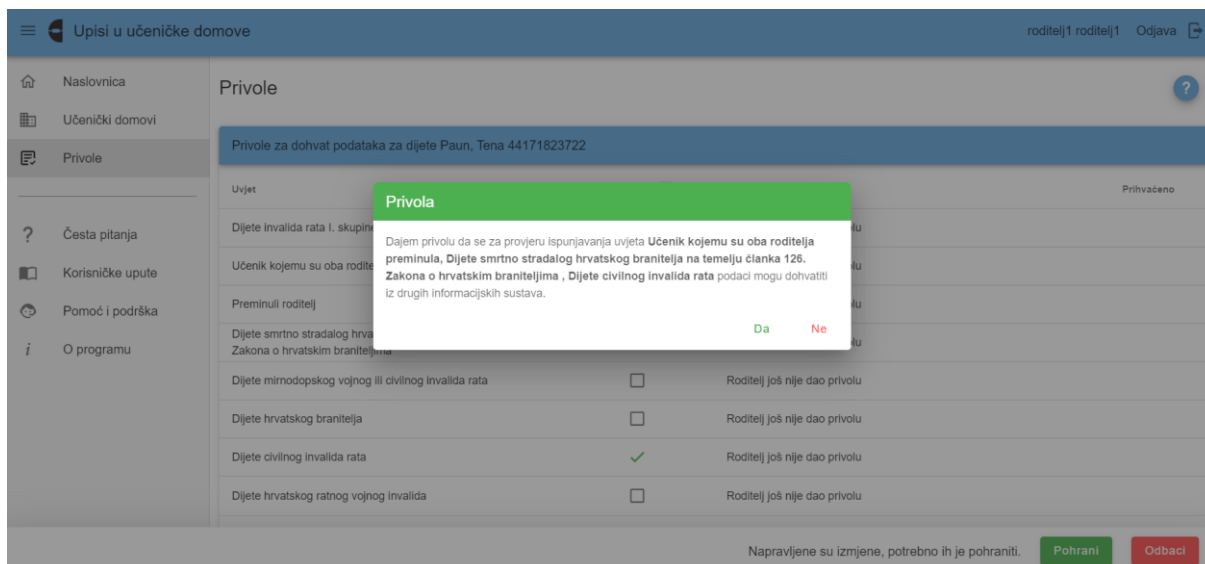 Upisi u učeničke domove
roditelj1 roditelj1 Odjava
Naslovnica
Učenički domovi
Privole
Česta pitanja
Korisničke upute
Pomoć i podrška
i O programu
Privole
?
Privole za dohvat podataka za dijete Paun, Tena 44171823722
Uvjet
Prihvaćeno
Dijete invalida rata I. skupine
Učenik kojemu su oba
Preminuli roditelj
Dijete smrtno stradalog
Zakona o hrvatskim braniteljima
Dijete mirnodopskog vojnog ili civilnog invalida rata Roditelj još nije dao privolu
Dijete hrvatskog branitelja Roditelj još nije dao privolu
Dijete civilnog invalida rata Roditelj još nije dao privolu
Dijete hrvatskog ratnog vojnog invalida Roditelj još nije dao privolu
Privola
Dajem privolu da se za provjeru ispunjavanja uvjeta Učenik kojemu su oba roditelja
preminula, Dijete smrtno stradalog hrvatskog branitelja na temelju članka 126.
Zakona o hrvatskim braniteljima , Dijete civilnog invalida rata podaci mogu dohvatiti
iz drugih informacijskih sustava.
Da Ne
Napravljene su izmjene, potrebno ih je pohraniti. Pohrani Odbaci